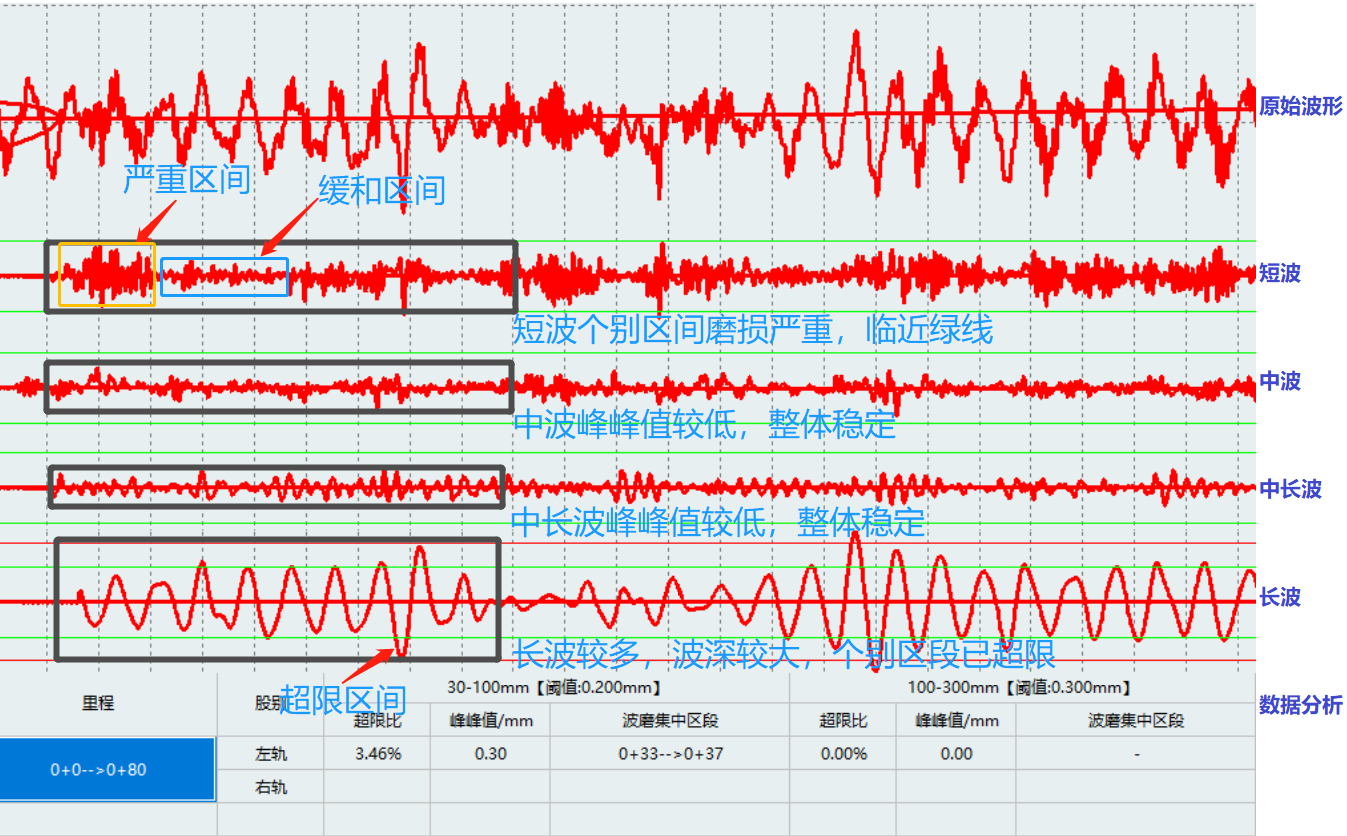 原始波形
严重区间
缓和区间
短波
短波个别区间磨损严重，临近绿线
中波
中波峰峰值较低，整体稳定
中长波
中长波峰峰值较低，整体稳定
长波
长波较多，波深较大，个别区段已超限
超限区间
数据分析
里程 股别 30-100mm【阈值:0.200mm】 100-300mm【阈值:0.300mm】
超限比 峰峰值/mm 波磨集中区段 超限比 峰峰值/mm 波磨集中区段
0+0-->0+80
左轨 3.46% 0.30 0+33-->0+37 0.00% 0.00 -
右轨